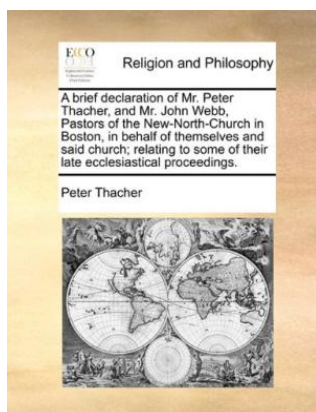 ECCO
Religion and Philosophy
A brief declaration of Mr. Peter
Thacher, and Mr. John Webb,
Pastors of the New-North-Church in
Boston, in behalf of themselves and
said church; relating to some of their
late ecclesiastical proceedings.
Peter Thacher